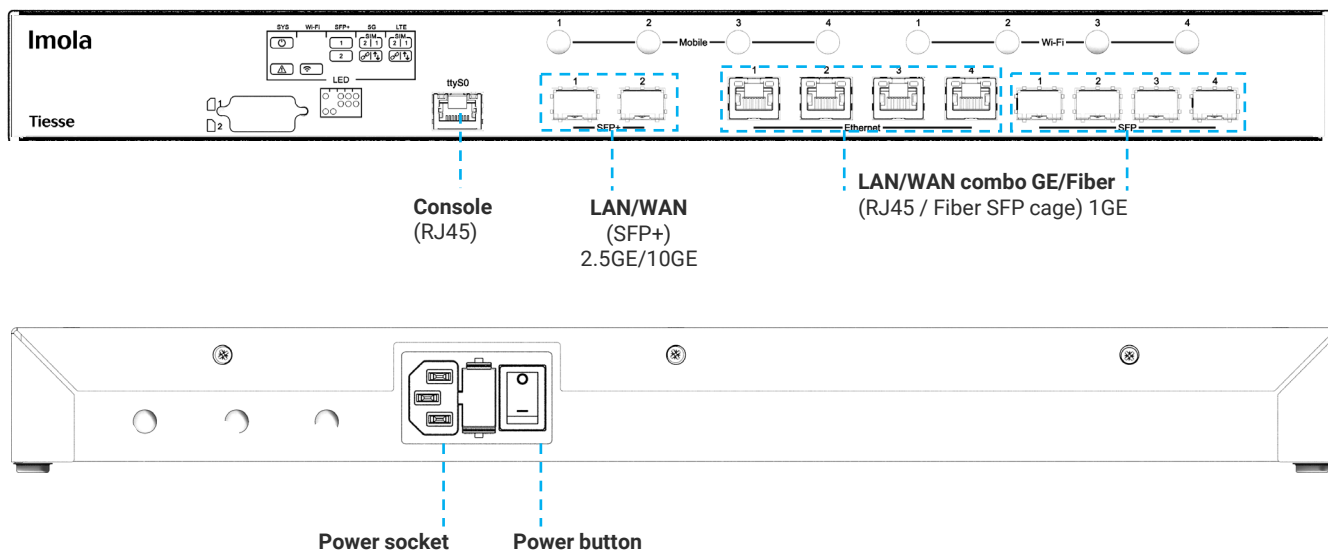 Imola
Tiesse
SYS Wi-Fi SFP+ 5G LTE
SIM SIM
1 2 1 2 1
2
LED
1
2
ttyS0
1 2 3 4
Mobile
1 2 3 4
Wi-Fi
1 2
SFP+
1 2 3 4
Ethernet
1 2 3 4
SFP
Console
(RJ45)
LAN/WAN
(SFP+)
2.5GE/10GE
LAN/WAN combo GE/Fiber
(RJ45 / Fiber SFP cage) 1GE
Power socket
Power button